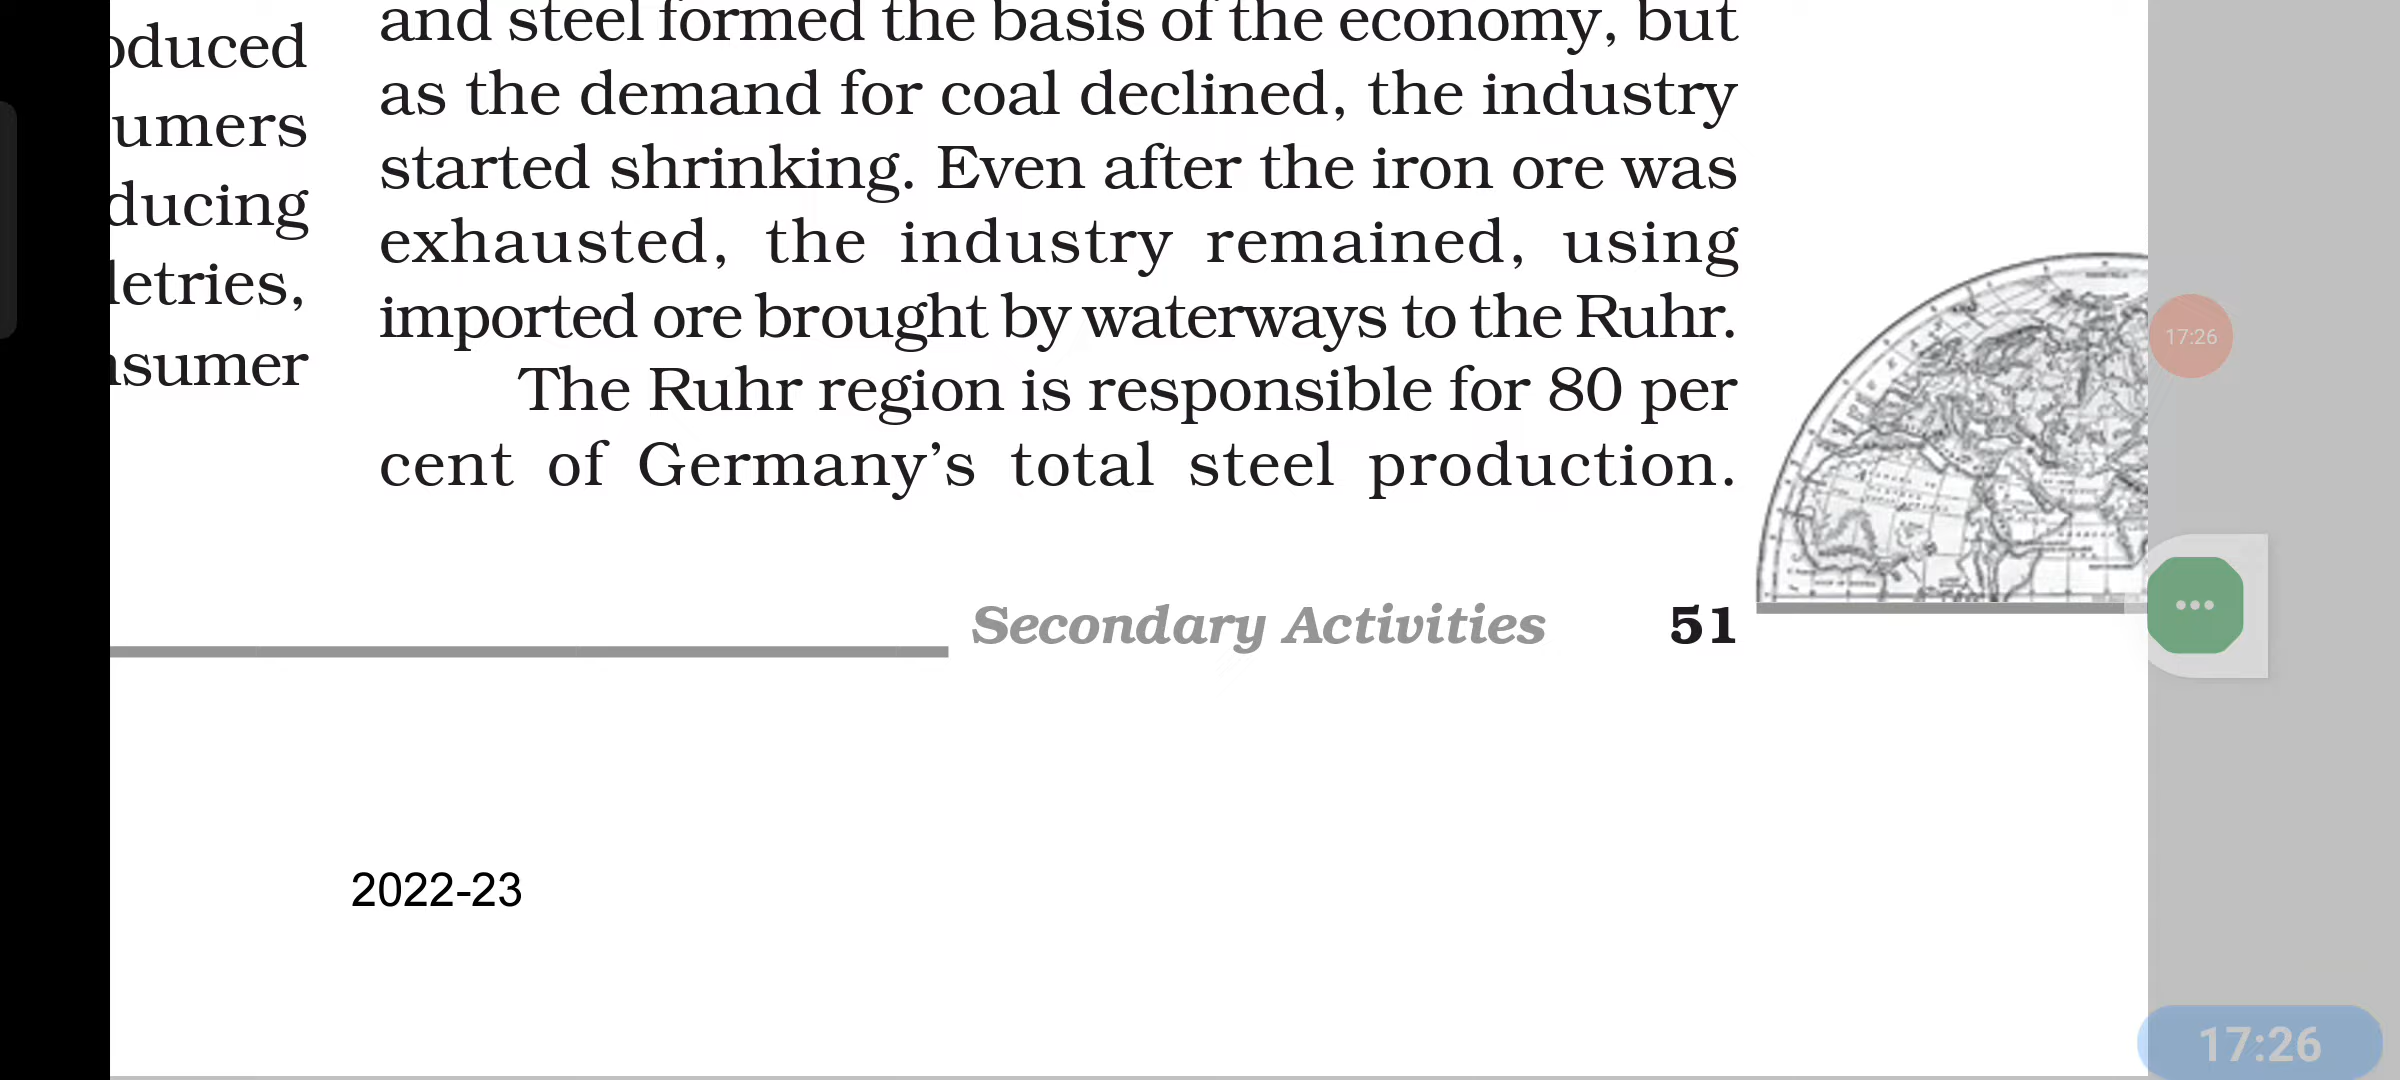 oduced
umers
ducing
letries,
nsumer
and steel formed the basis of the economy, but
as the demand for coal declined, the industry
started shrinking. Even after the iron ore was
exhausted, the industry remained, using
imported ore brought by waterways to the Ruhr.
The Ruhr region is responsible for 80 per
cent of Germany’s total steel production.
Secondary Activities 51
2022-23
17:26
17:26